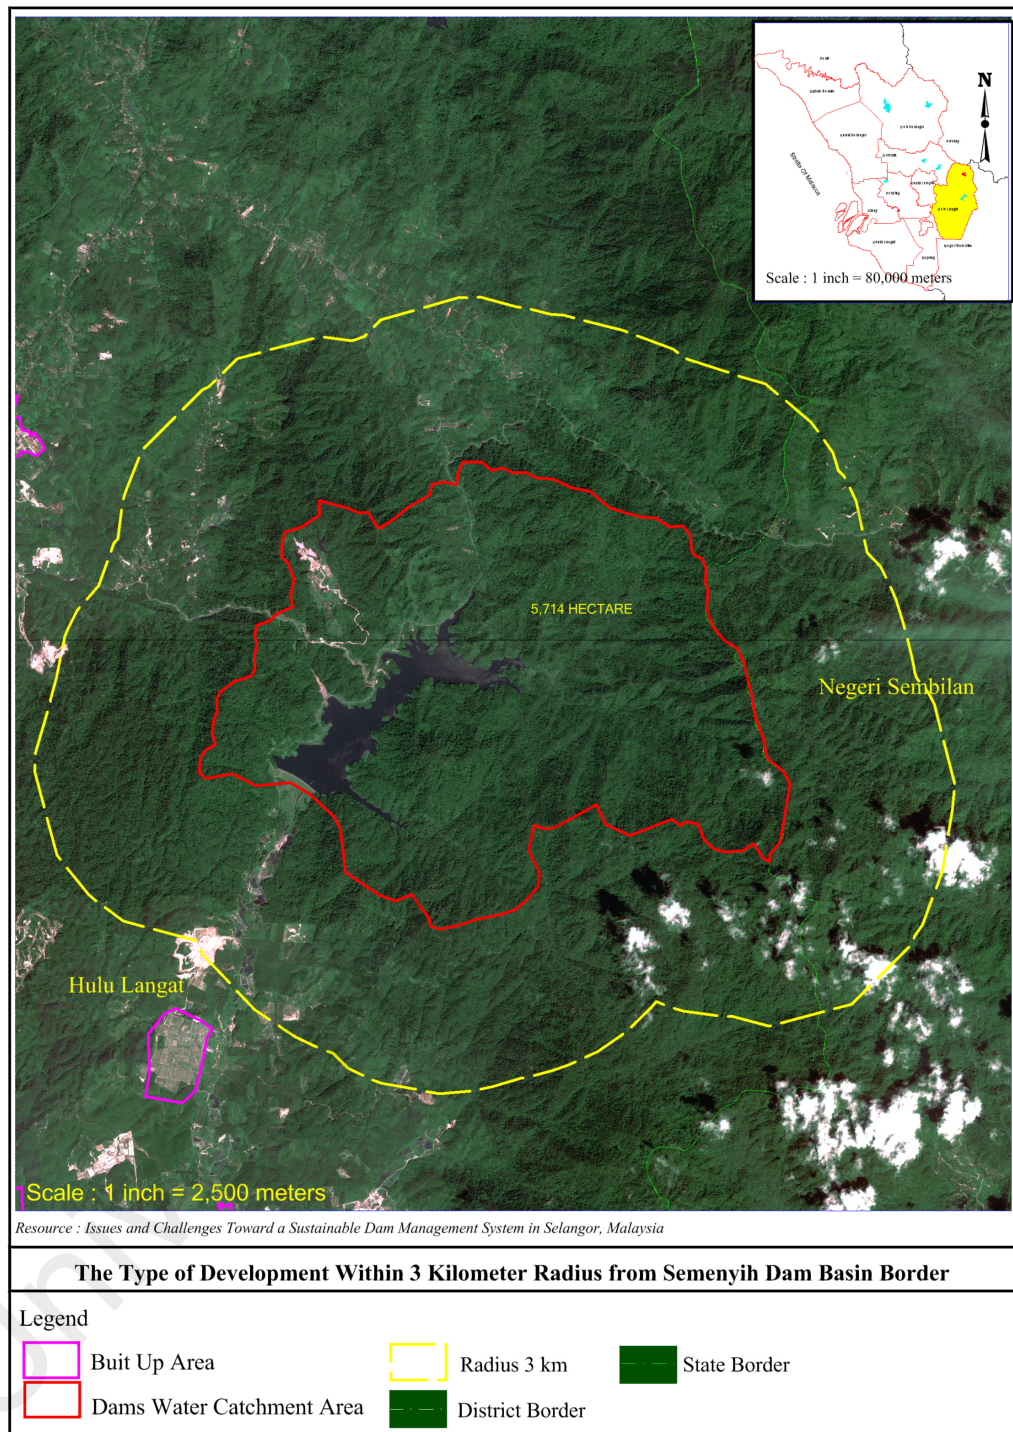 N
Straits Of Malacca
Scale : 1 inch = 80,000 meters
5,714 HECTARE
Negeri Sembilan
Hulu Langat
Scale : 1 inch = 2,500 meters
Resource : Issues and Challenges Toward a Sustainable Dam Management System in Selangor, Malaysia
The Type of Development Within 3 Kilometer Radius from Semenyih Dam Basin Border
Legend
Buit Up Area
Radius 3 km
State Border
Dams Water Catchment Area
District Border